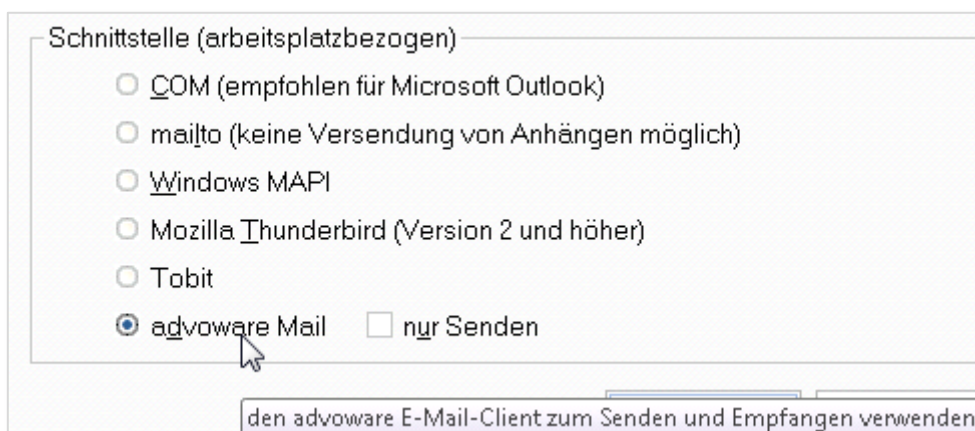 Schnittstelle (arbeitsplatzbezogen)
COM (empfohlen für Microsoft Outlook)
mailto (keine Versendung von Anhängen möglich)
Windows MAPI
Mozilla Thunderbird (Version 2 und höher)
Tobit
advoware Mail nur Senden
den advoware E-Mail-Client zum Senden und Empfangen verwenden